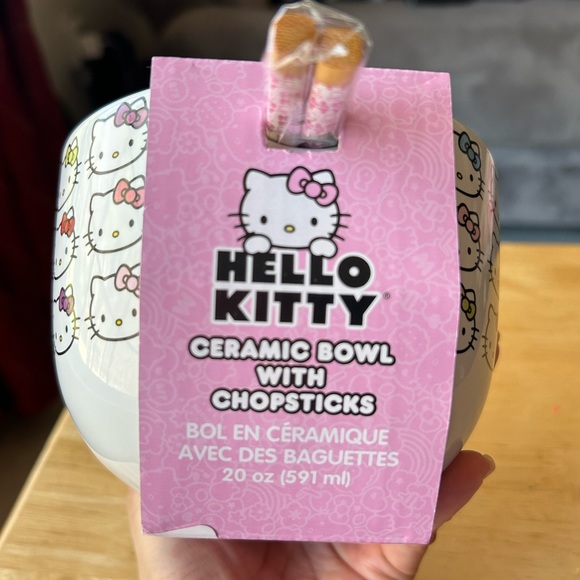 HELLO
KITTY®
CERAMIC BOWL
WITH
CHOPSTICKS
BOL EN CÉRAMIQUE
AVEC DES BAGUETTES
20 oz (591 ml)